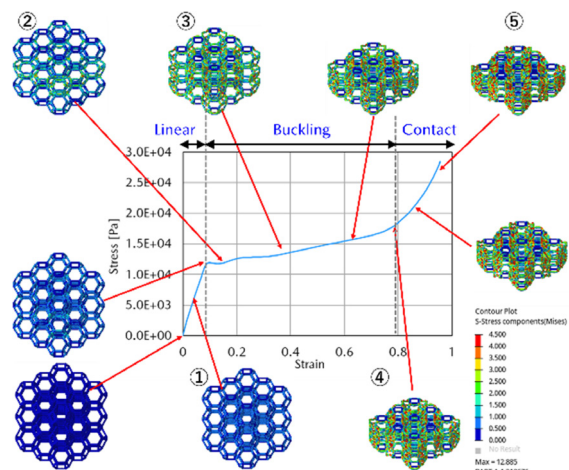 ② ③ ⑤
Linear Buckling Contact
3.0E+04
2.5E+04
2.0E+04
1.5E+04
1.0E+04
5.0E+03
0.0E+00
Stress [Pa]
0 0.2 0.4 0.6 0.8 1
Strain
① ④
Contour Plot
S-Stress components(Mises)
4.500
4.000
3.500
3.000
2.500
2.000
1.500
1.000
0.500
0.000
No Result
Max = 12.885